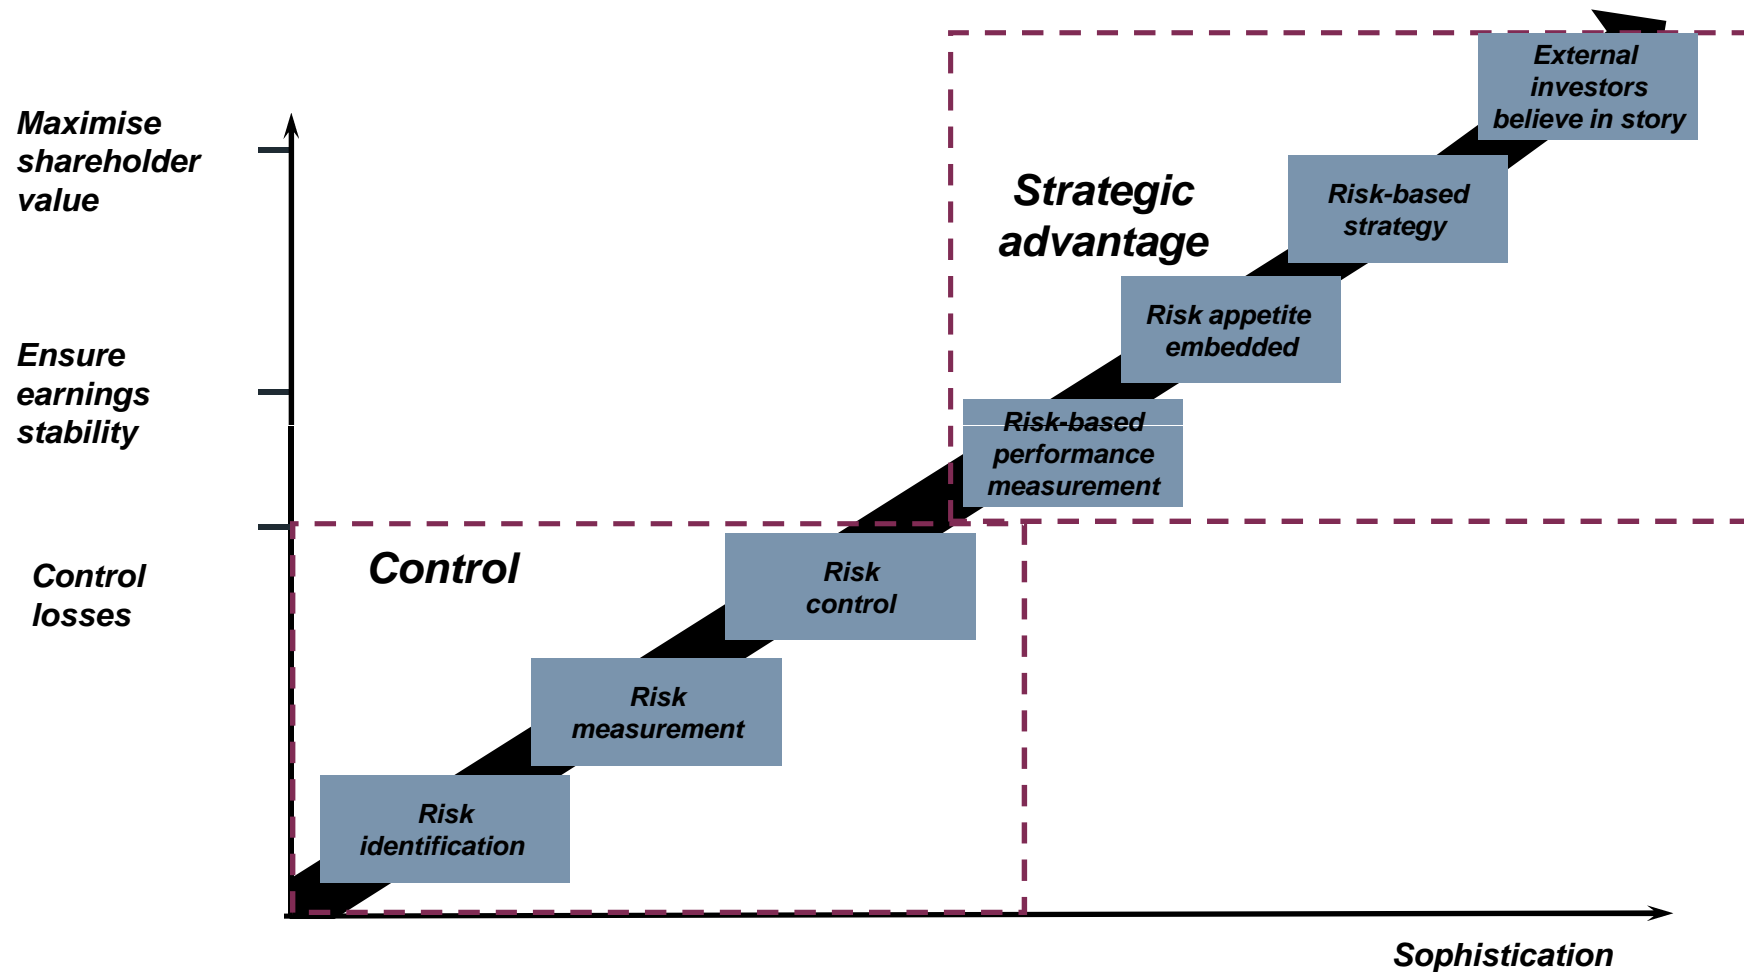 External
investors
believe in story
Maximise
shareholder
value
Strategic
advantage
Risk-based
strategy
Risk appetite
embedded
Ensure
earnings
stability
Risk-based
performance
measurement
Control
Risk
control
Control
losses
Risk
measurement
Risk
identification
Sophistication